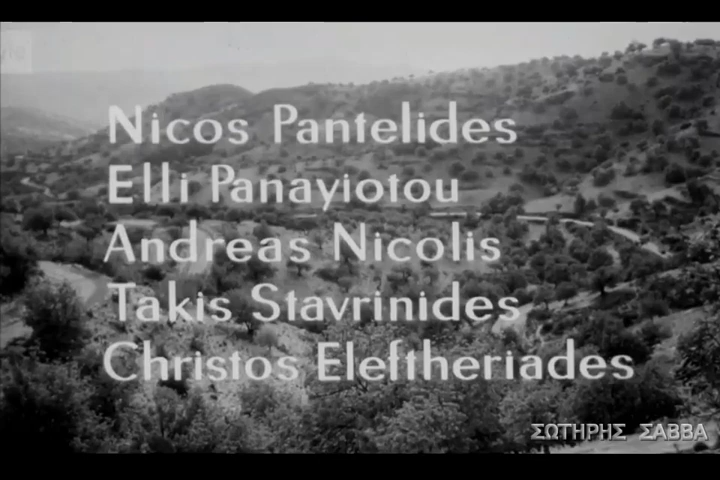 Nicos Pantelides
Elli Panayiotou
Andreas Nicolis
Takis Stavrinides
Christos Eleftheriades
ΣΩΤΗΡΗΣ ΣΑΒΒΑ